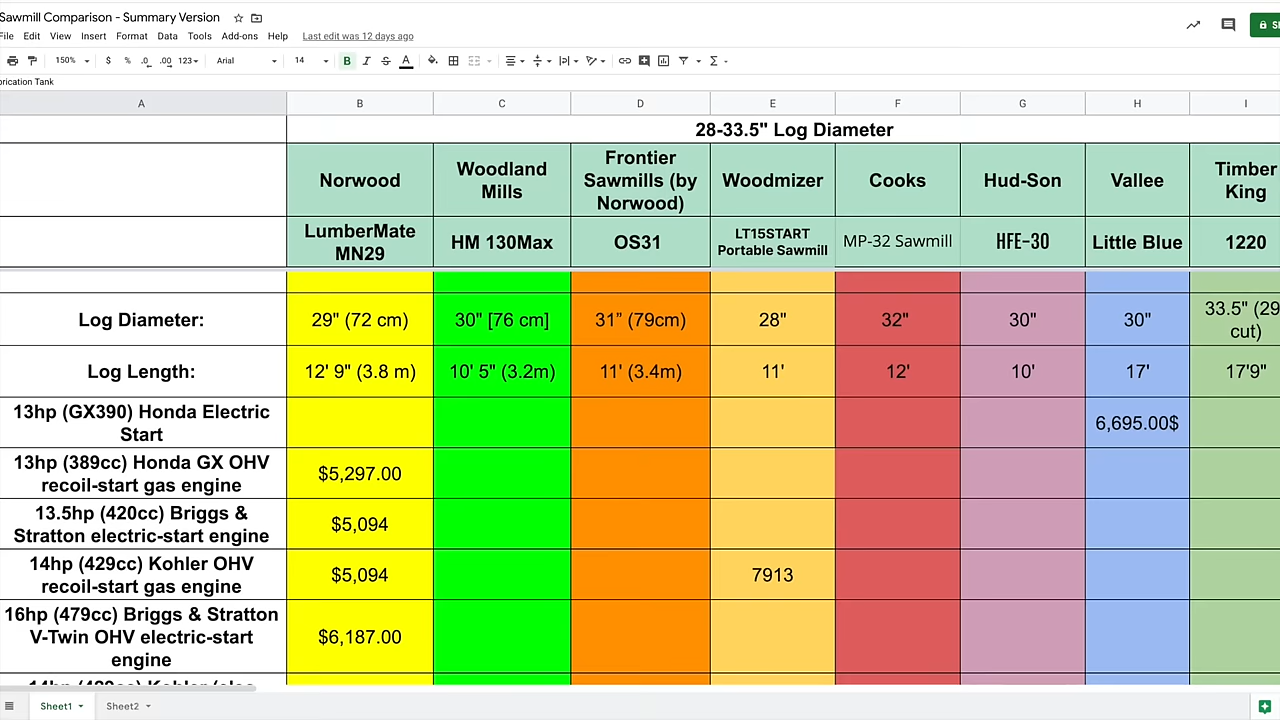 Sawmill Comparison - Summary Version
File Edit View Insert Format Data Tools Add-ons Help Last edit was 12 days ago
150% $ % .0 .00 123 Arial 14 B I S A
rication Tank
A B C D E F G H I
28-33.5" Log Diameter
Norwood
Woodland
Mills
Frontier
Sawmills (by
Norwood)
Woodmizer
Cooks
Hud-Son
Vallee
Timber
King
LumberMate
MN29
HM 130Max
OS31
LT15START
Portable Sawmill
MP-32 Sawmill
HFE-30
Little Blue
1220
Log Diameter:
29" (72 cm)
30" [76 cm]
31” (79cm)
28"
32"
30"
30"
33.5" (29
cut)
Log Length:
12' 9" (3.8 m)
10' 5" (3.2m)
11' (3.4m)
11'
12'
10'
17'
17'9"
13hp (GX390) Honda Electric
Start
6,695.00$
13hp (389cc) Honda GX OHV
recoil-start gas engine
$5,297.00
13.5hp (420cc) Briggs &
Stratton electric-start engine
$5,094
14hp (429cc) Kohler OHV
recoil-start gas engine
$5,094
7913
16hp (479cc) Briggs & Stratton
V-Twin OHV electric-start
engine
$6,187.00
Sheet1 Sheet2